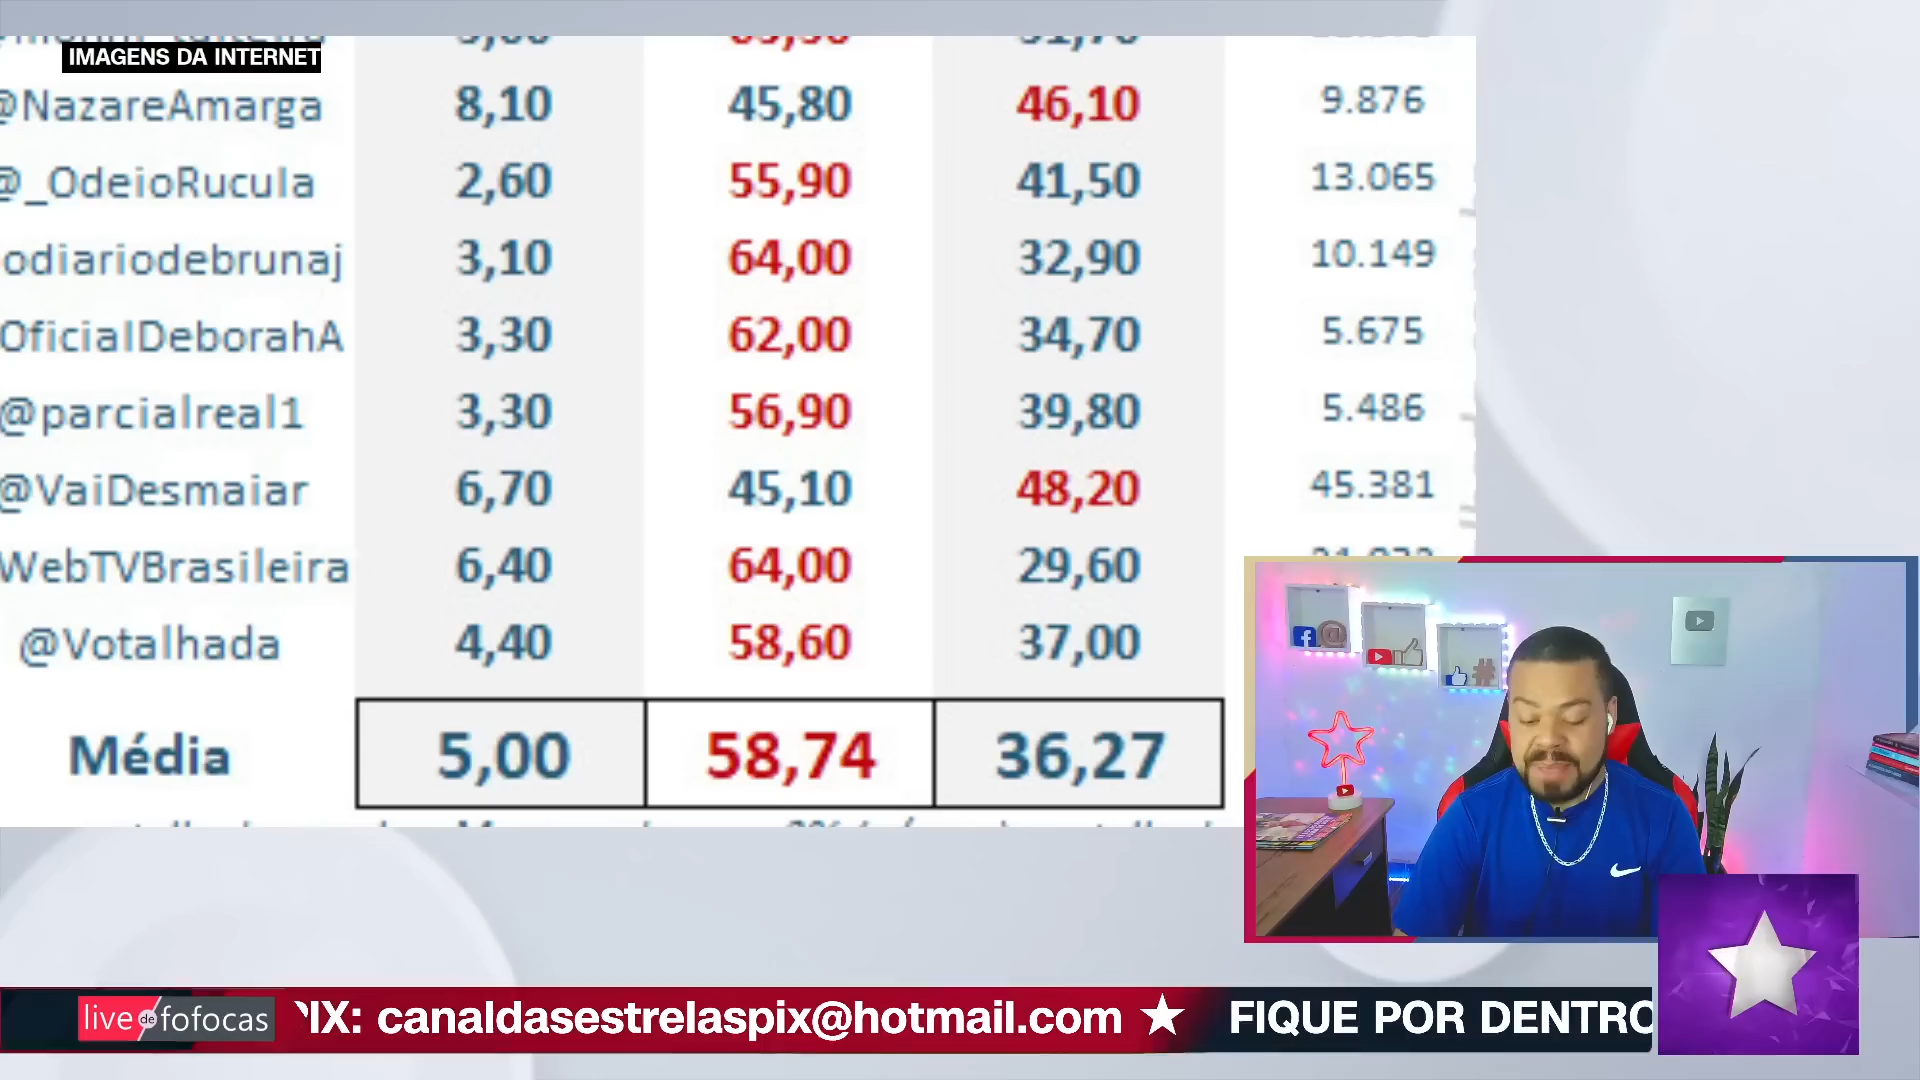 IMAGENS DA INTERNET
@NazareAmarga 8,10 45,80 46,10 9.876
@_OdeioRucula 2,60 55,90 41,50 13.065
odiariodebrunaj 3,10 64,00 32,90 10.149
OficialDeborahA 3,30 62,00 34,70 5.675
@parcialreal1 3,30 56,90 39,80 5.486
@VaiDesmaiar 6,70 45,10 48,20 45.381
WebTVBrasileira 6,40 64,00 29,60
@Votalhada 4,40 58,60 37,00
Média 5,00 58,74 36,27
live de fofocas
PIX: canaldasestrelaspix@hotmail.com ★ FIQUE POR DENTRO